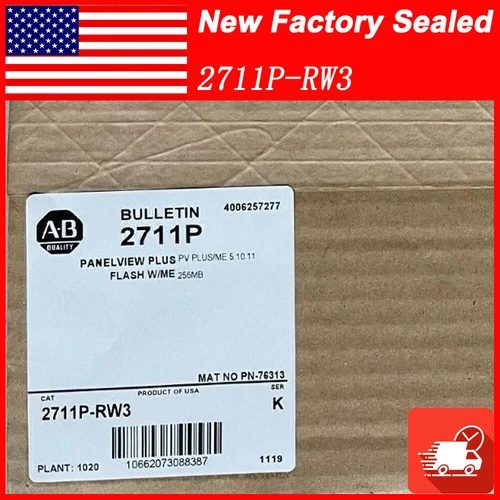 New Factory Sealed
2711P-RW3
BULLETIN 4006257277
A-B
QUALITY
2711P
PANELVIEW PLUS PV PLUS/ME 5.10.11
FLASH W/ME 256MB
MAT NO PN-76313
CAT PRODUCT OF USA SER
2711P-RW3 K
PLANT: 1020 10662073088387 1119